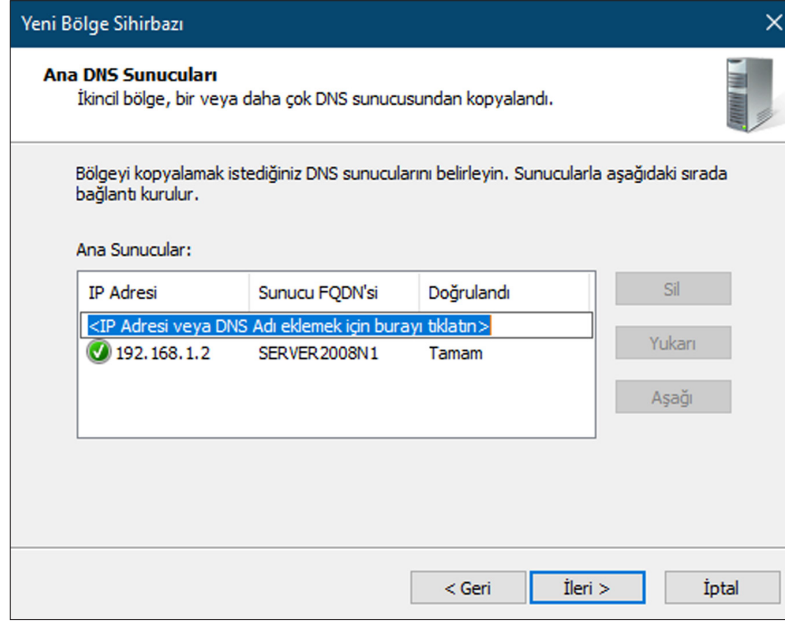 Yeni Bölge Sihirbazı
Ana DNS Sunucuları
İkincil bölge, bir veya daha çok DNS sunucusundan kopyalandı.
Bölgeyi kopyalamak istediğiniz DNS sunucularını belirleyin. Sunucularla aşağıdaki sırada
bağlantı kurulur.
Ana Sunucular:
IP Adresi Sunucu FQDN'si Doğrulandı
<IP Adresi veya DNS Adı eklemek için burayı tıklatın>
192.168.1.2 SERVER2008N1 Tamam
Sil
Yukarı
Aşağı
< Geri İleri > İptal